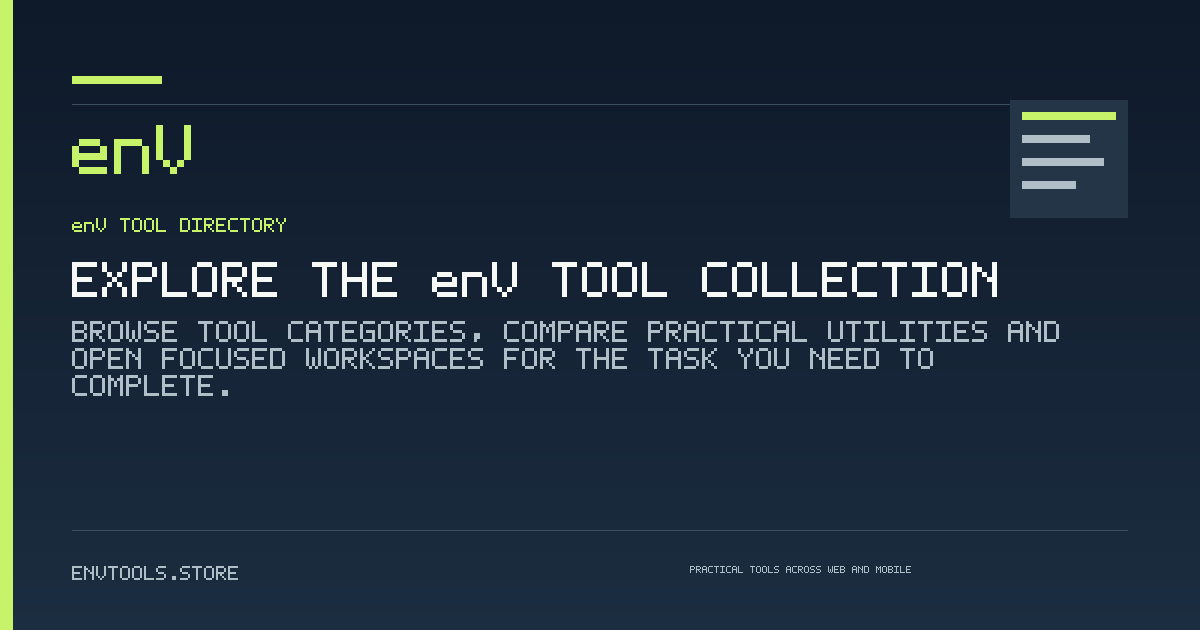 enV
enV TOOL DIRECTORY
EXPLORE THE enV TOOL COLLECTION
BROWSE TOOL CATEGORIES, COMPARE PRACTICAL UTILITIES AND
OPEN FOCUSED WORKSPACES FOR THE TASK YOU NEED TO
COMPLETE.
ENVTOOLS.STORE
PRACTICAL TOOLS ACROSS WEB AND MOBILE